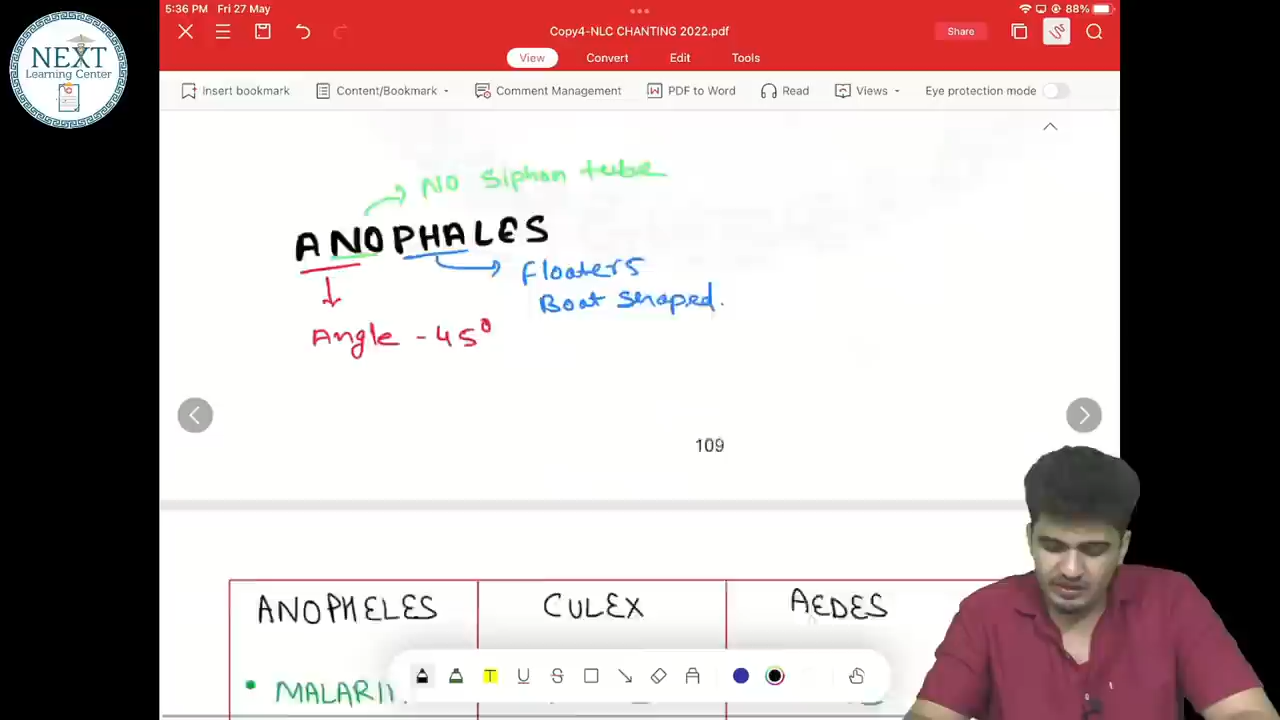 5:36 PM Fri 27 May
88%
NEXT
Learning Center
Copy4-NLC CHANTING 2022.pdf
Share
View
Convert
Edit
Tools
Insert bookmark
Content/Bookmark
Comment Management
PDF to Word
Read
Views
Eye protection mode
NO Siphon tube
ANOPHALES
Floaters
Boat shaped.
Angle - 45°
109
ANOPHELES
CULEX
AEDES
• MALARI
T
U
S